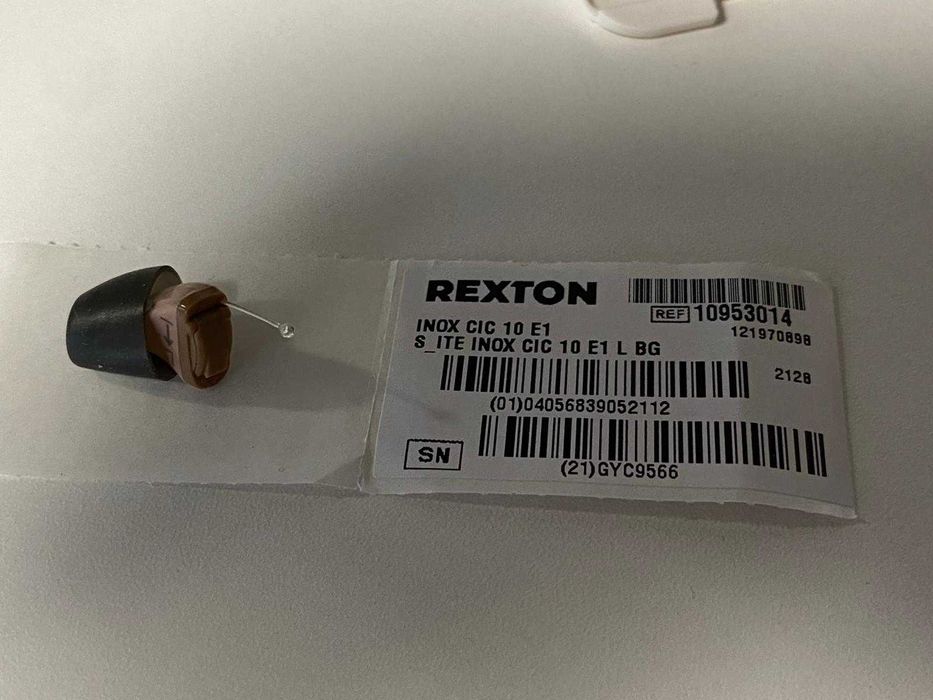 REXTON
REF 10953014
121970898
INOX CIC 10 E1
S_ITE INOX CIC 10 E1 L BG
2128
(01)04056839052112
SN
(21)GYC9566